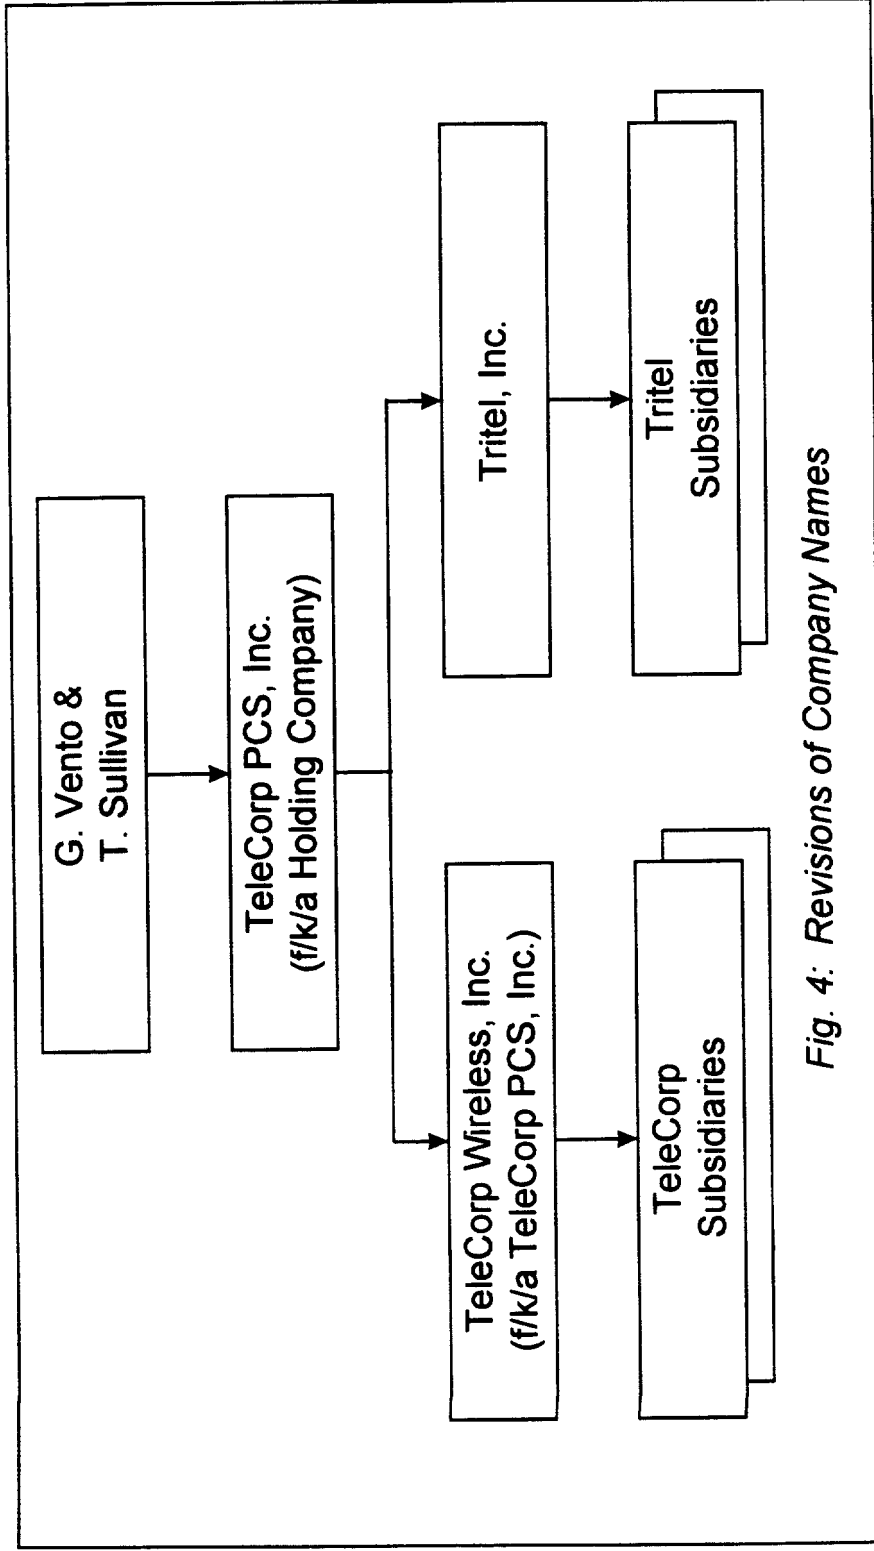 G. Vento &
T. Sullivan
TeleCorp PCS, Inc.
(f/k/a Holding Company)
TeleCorp Wireless, Inc.
(f/k/a TeleCorp PCS, Inc.)
Tritel, Inc.
TeleCorp
Subsidiaries
Tritel
Subsidiaries
Fig. 4: Revisions of Company Names